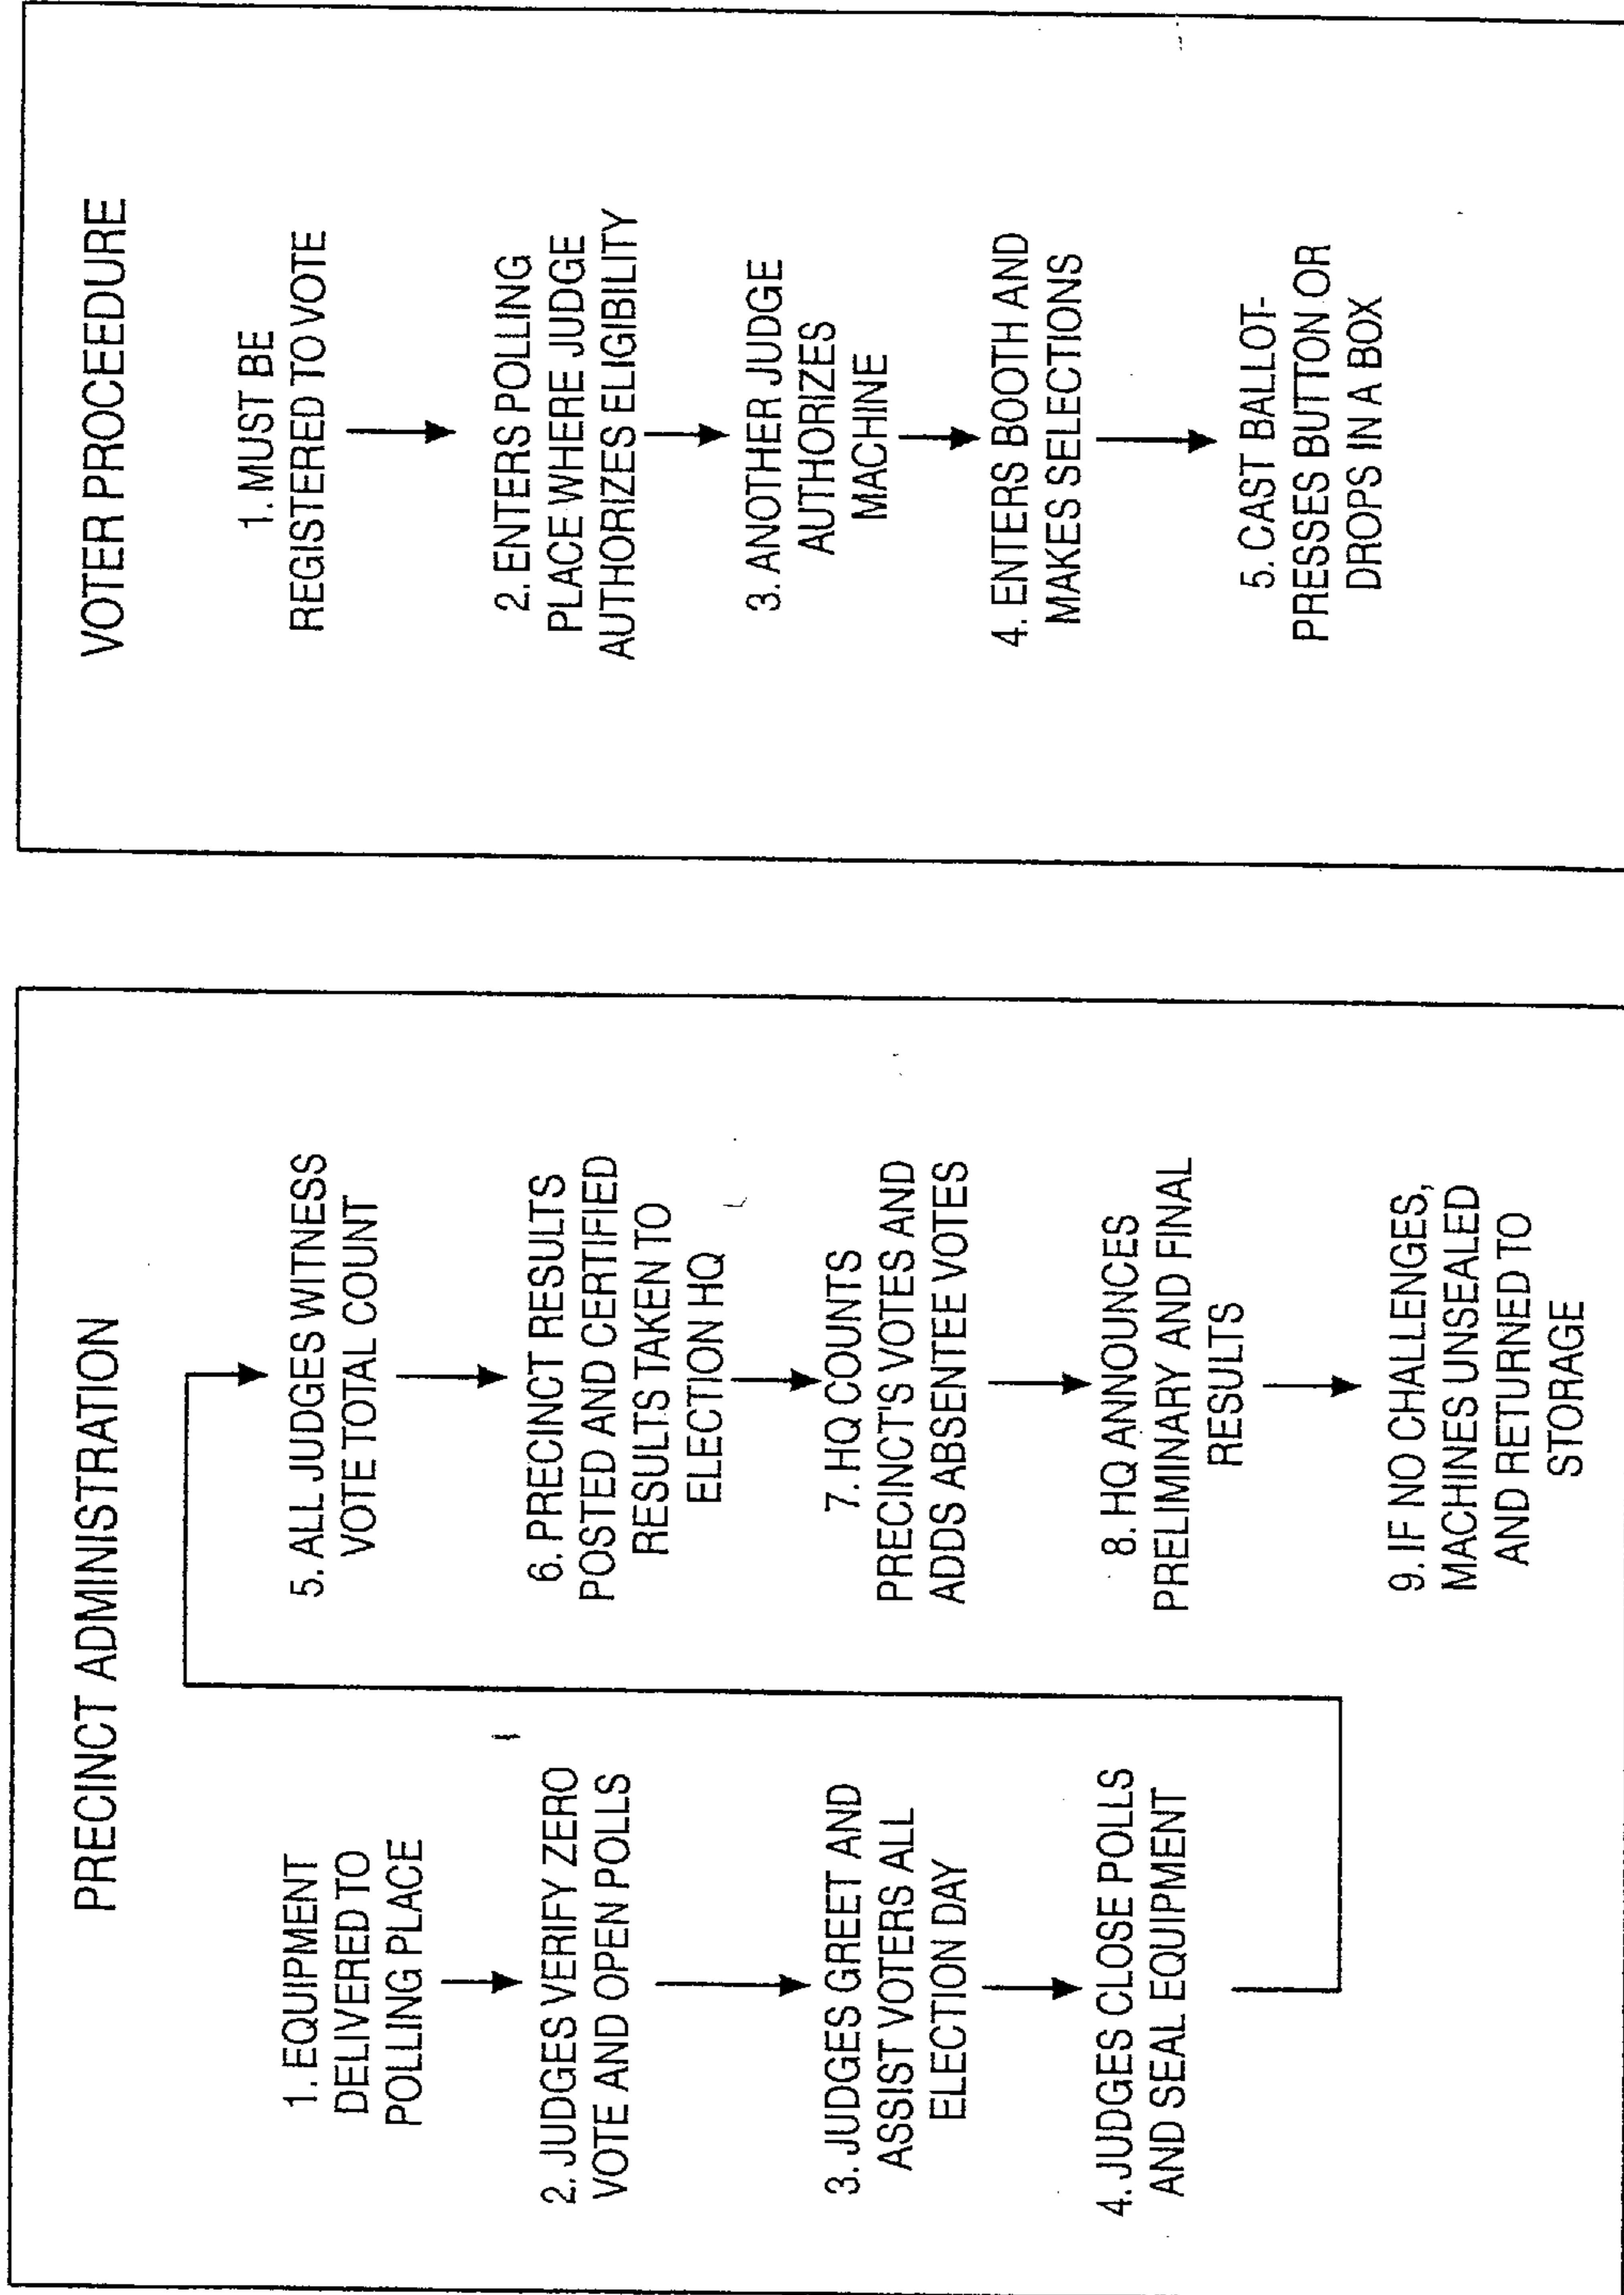 PRECINCT ADMINISTRATION
1. EQUIPMENT
DELIVERED TO
POLLING PLACE
2. JUDGES VERIFY ZERO
VOTE AND OPEN POLLS
3. JUDGES GREET AND
ASSIST VOTERS ALL
ELECTION DAY
4. JUDGES CLOSE POLLS
AND SEAL EQUIPMENT
5. ALL JUDGES WITNESS
VOTE TOTAL COUNT
6. PRECINCT RESULTS
POSTED AND CERTIFIED
RESULTS TAKEN TO
ELECTION HQ
7. HQ COUNTS
PRECINCT'S VOTES AND
ADDS ABSENTEE VOTES
8. HQ ANNOUNCES
PRELIMINARY AND FINAL
RESULTS
9. IF NO CHALLENGES,
MACHINES UNSEALED
AND RETURNED TO
STORAGE
VOTER PROCEEDURE
1. MUST BE
REGISTERED TO VOTE
2. ENTERS POLLING
PLACE WHERE JUDGE
AUTHORIZES ELIGIBILITY
3. ANOTHER JUDGE
AUTHORIZES
MACHINE
4. ENTERS BOOTH AND
MAKES SELECTIONS
5. CAST BALLOT-
PRESSES BUTTON OR
DROPS IN A BOX